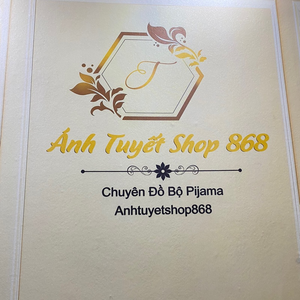 T
Ánh Tuyết Shop 868
Chuyên Đồ Bộ Pijama
Anhtuyetshop868